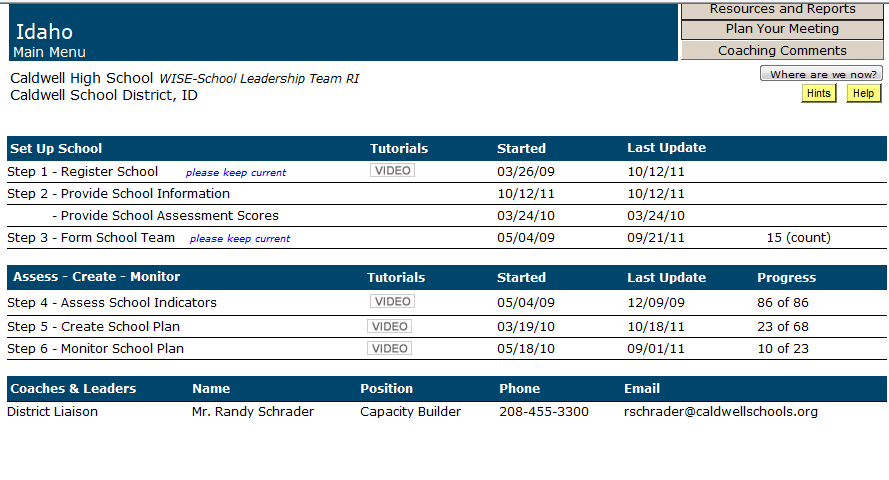 Resources and Reports
Idaho
Plan Your Meeting
Main Menu
Coaching Comments
Caldwell High School WISE-School Leadership Team RI
Where are we now?
Caldwell School District, ID
Hints Help
Set Up School Tutorials Started Last Update
Step 1 - Register School please keep current VIDEO 03/26/09 10/12/11
Step 2 - Provide School Information 10/12/11 10/12/11
- Provide School Assessment Scores 03/24/10 03/24/10
Step 3 - Form School Team please keep current 05/04/09 09/21/11 15 (count)
Assess - Create - Monitor Tutorials Started Last Update Progress
Step 4 - Assess School Indicators VIDEO 05/04/09 12/09/09 86 of 86
Step 5 - Create School Plan VIDEO 03/19/10 10/18/11 23 of 68
Step 6 - Monitor School Plan VIDEO 05/18/10 09/01/11 10 of 23
Coaches & Leaders Name Position Phone Email
District Liaison Mr. Randy Schrader Capacity Builder 208-455-3300 rschrader@caldwellschools.org